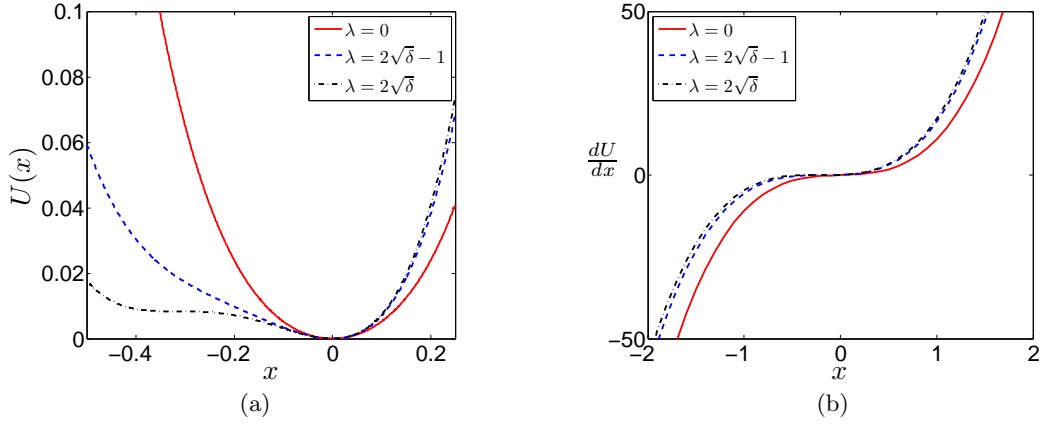 0.1
0.08
0.06
0.04
0.02
0
U(x)
−0.4
−0.2
0
0.2
x
λ = 0
λ = 2√δ − 1
λ = 2√δ
(a)
50
0
−50
dU
dx
−2
−1
0
1
2
x
λ = 0
λ = 2√δ − 1
λ = 2√δ
(b)